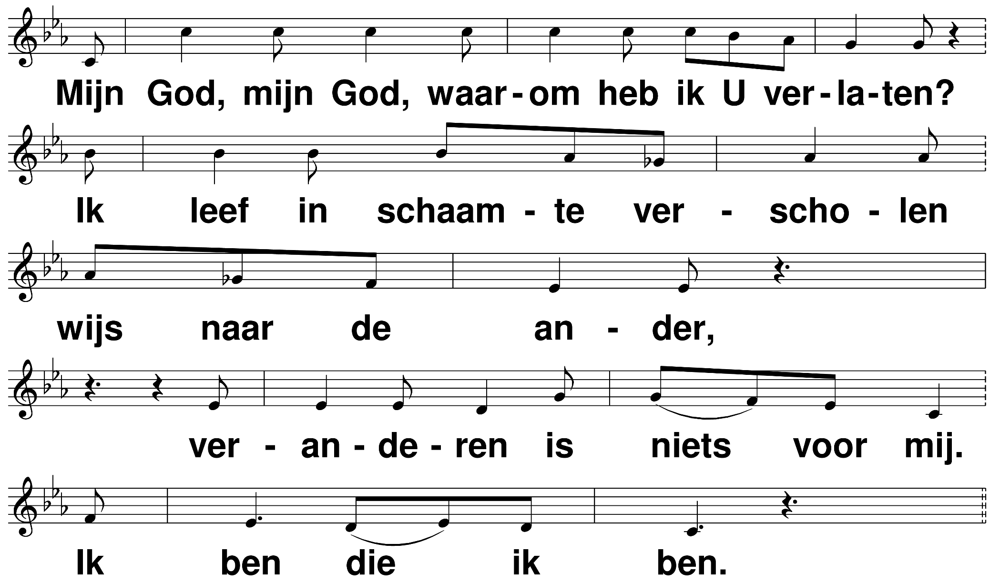 Mijn God, mijn God, waar-om heb ik U ver-la-ten?
Ik leef in schaam-te ver-scho-len
wijs naar de an-der,
ver-an-de-ren is niets voor mij.
Ik ben die ik ben.